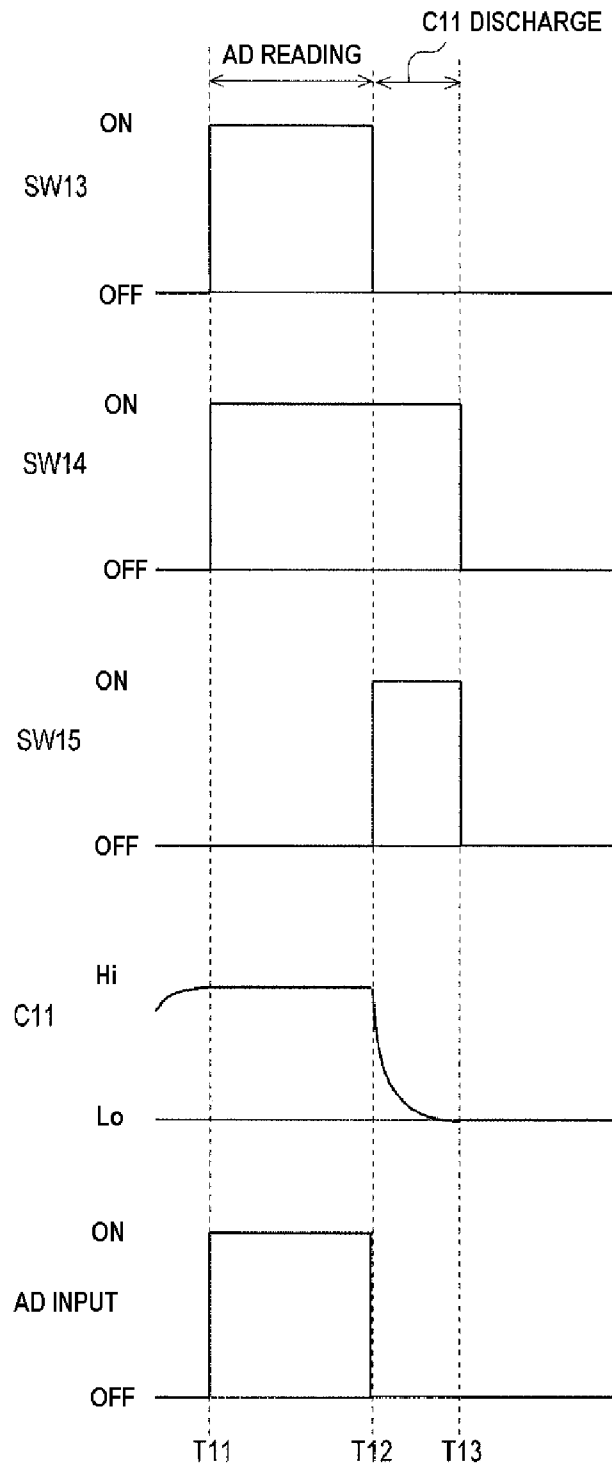 C11 DISCHARGE
AD READING
ON
SW13
OFF
ON
SW14
OFF
ON
SW15
OFF
Hi
C11
Lo
ON
AD INPUT
OFF
T11 T12 T13